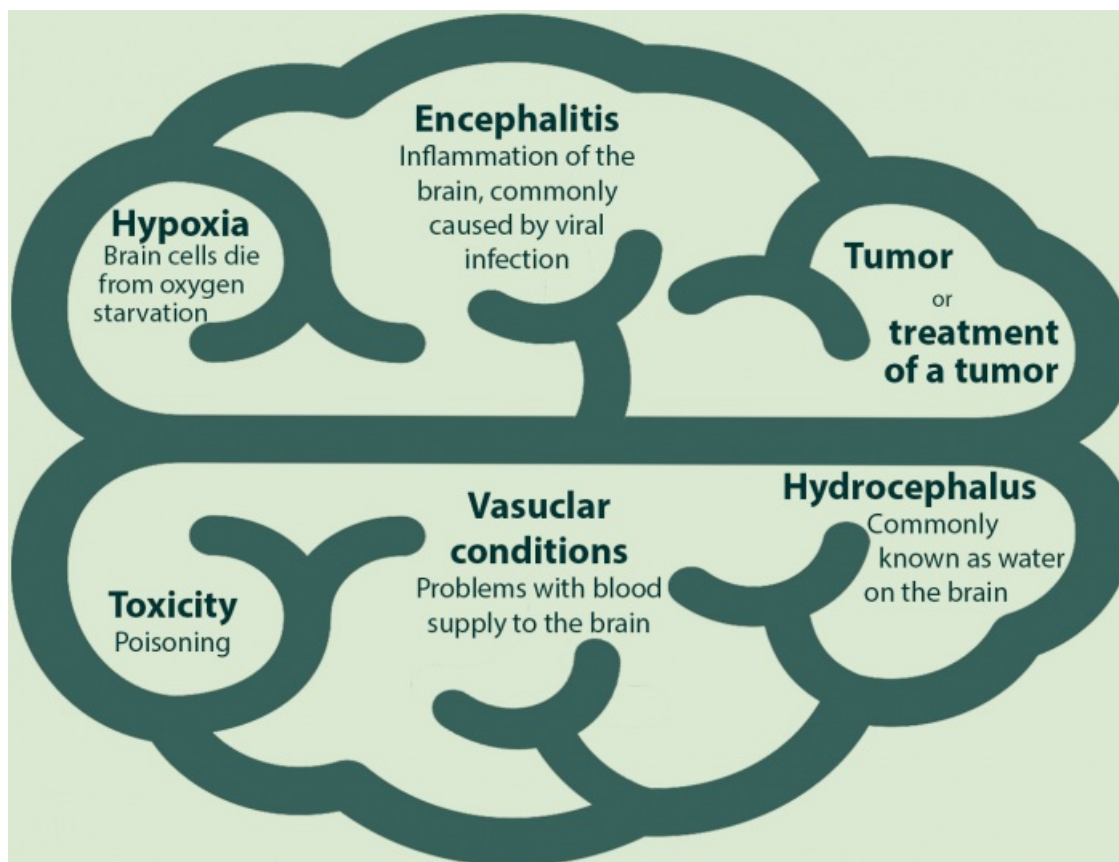 Encephalitis
Inflammation of the
brain, commonly
caused by viral
infection
Hypoxia
Brain cells die
from oxygen
starvation
Tumor
or
treatment
of a tumor
Vasuclar
conditions
Problems with blood
supply to the brain
Hydrocephalus
Commonly
known as water
on the brain
Toxicity
Poisoning